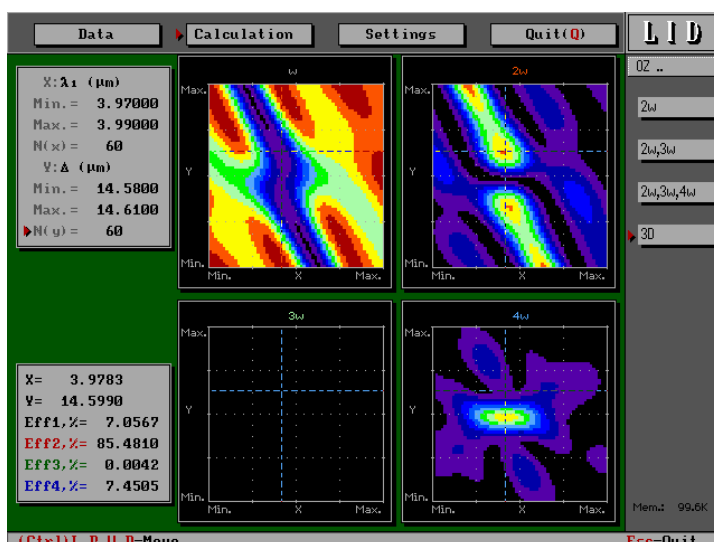 Data
Calculation
Settings
Quit(Q)
LID
X:λ1 (μm)
Min.= 3.97000
Max.= 3.99000
N(x)= 60
Y:Δ (μm)
Min.= 14.5800
Max.= 14.6100
N(y)= 60
X= 3.9783
Y= 14.5990
Eff1,%= 7.0567
Eff2,%= 85.4810
Eff3,%= 0.0042
Eff4,%= 7.4505
ω
Max.
Y
Min.
Min. X Max.
2ω
Max.
Y
Min.
Min. X Max.
3ω
Max.
Y
Min.
Min. X Max.
4ω
Max.
Y
Min.
Min. X Max.
OZ ..
2ω
2ω,3ω
2ω,3ω,4ω
3D
Mem.: 99.6K
(Ctrl)L,R,U,D-Move
Esc-Quit